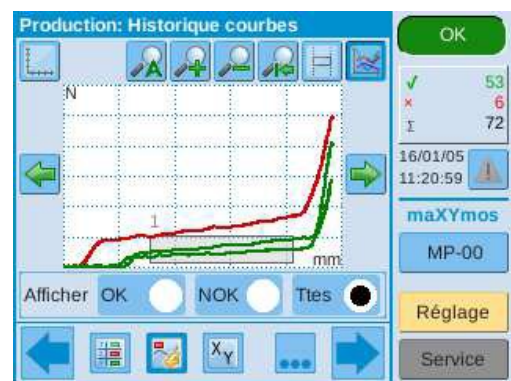 Production: Historique courbes
OK
A
N
1
mm
✓ 53
× 6
Σ 72
16/01/05
11:20:59
maXYmos
MP-00
Afficher OK NOK Ttes
Réglage
XY
...
Service